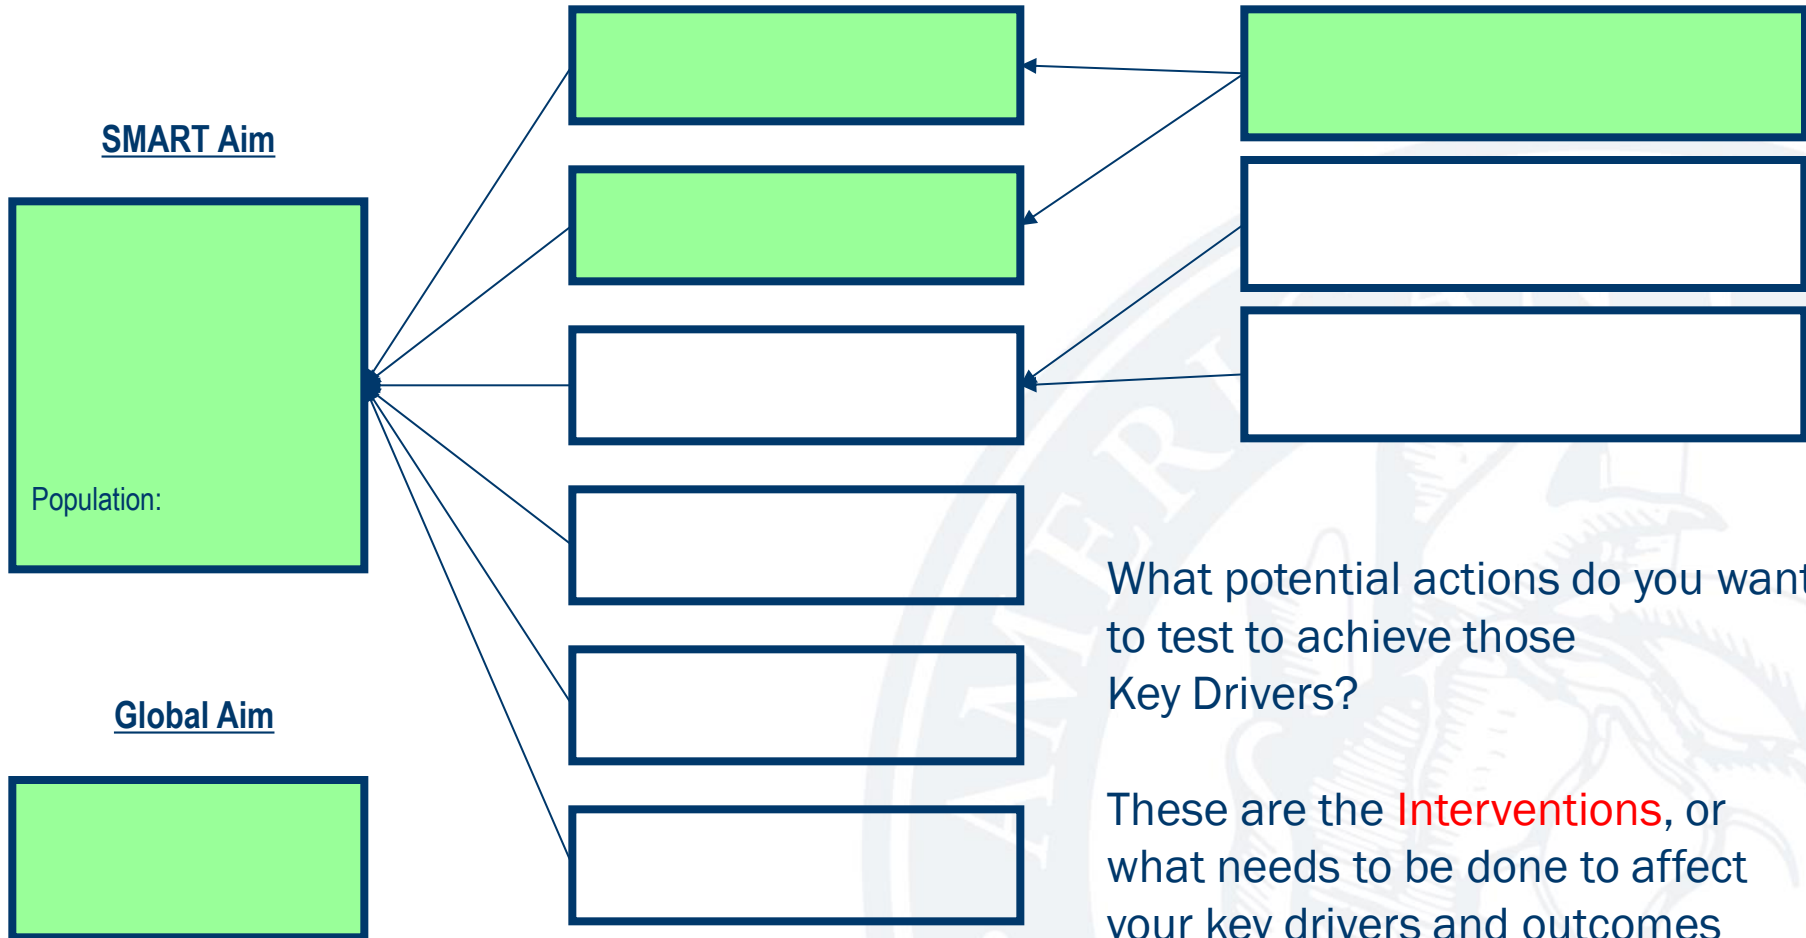 SMART Aim
Population:
Global Aim
What potential actions do you want
to test to achieve those
Key Drivers?
These are the Interventions, or
what needs to be done to affect
your key drivers and outcomes
AMERI